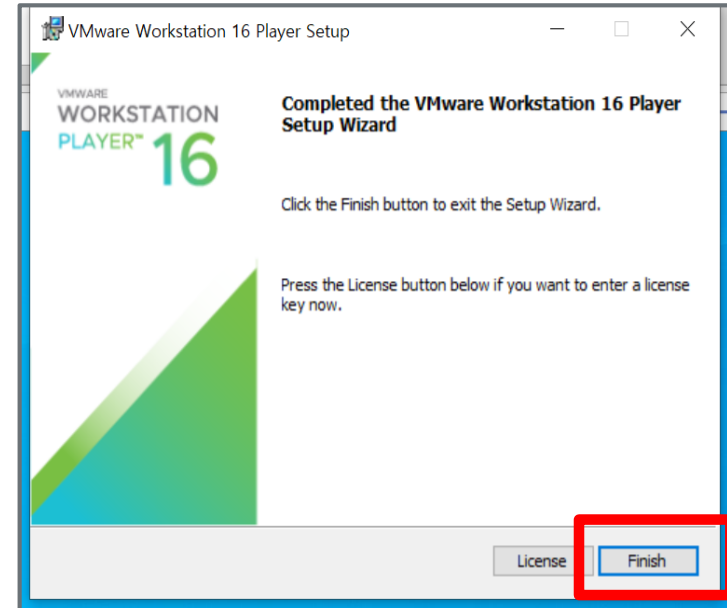 VMware Workstation 16 Player Setup
VMWARE
WORKSTATION
PLAYER™ 16
Completed the VMware Workstation 16 Player
Setup Wizard
Click the Finish button to exit the Setup Wizard.
Press the License button below if you want to enter a license
key now.
License
Finish